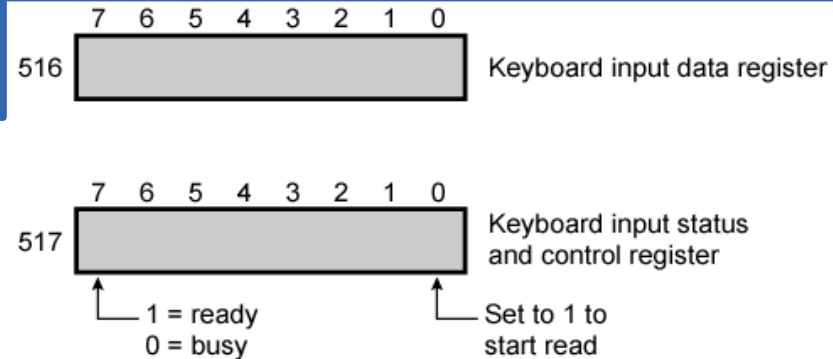 7 6 5 4 3 2 1 0
516 Keyboard input data register
7 6 5 4 3 2 1 0
517 Keyboard input status
and control register
1 = ready
0 = busy
Set to 1 to
start read